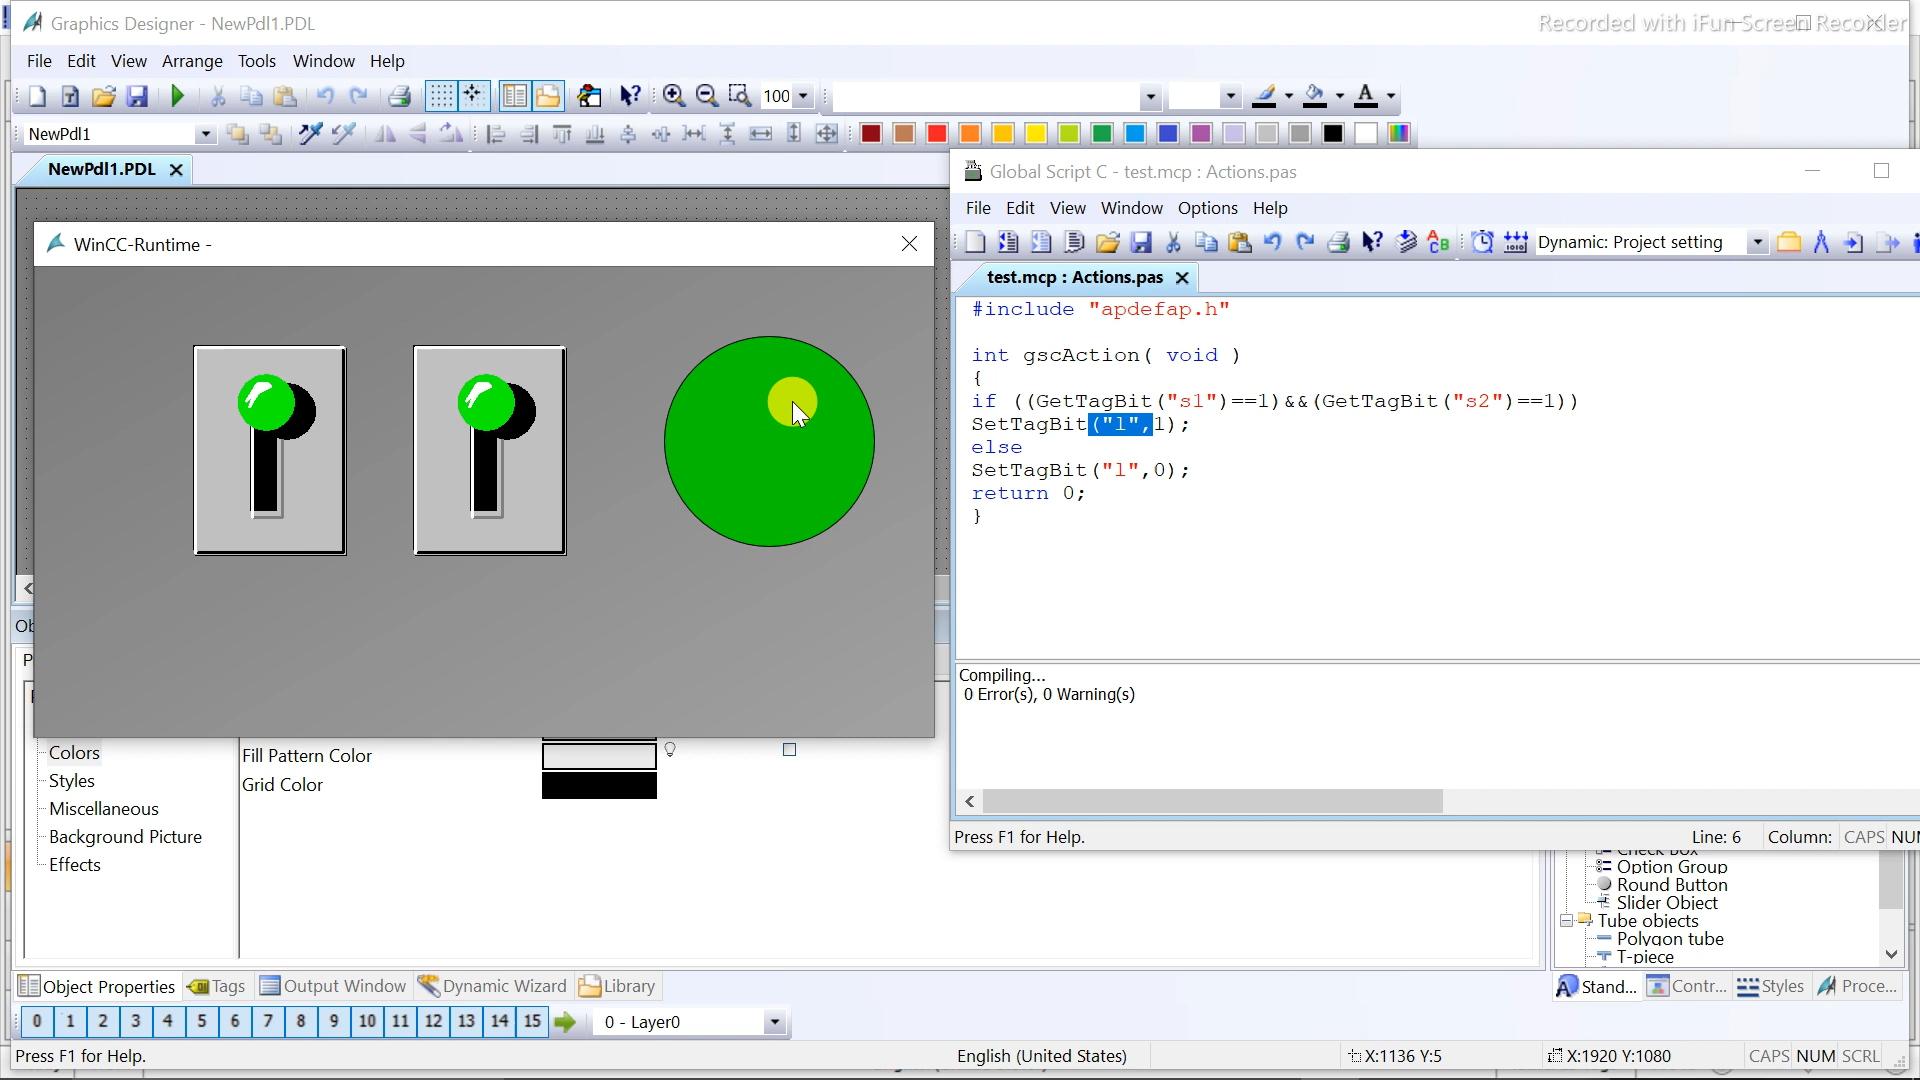 Graphics Designer - NewPdl1.PDL
Recorded with iFun Screen Recorder
File Edit View Arrange Tools Window Help
100
NewPdl1
NewPdl1.PDL
Global Script C - test.mcp : Actions.pas
File Edit View Window Options Help
Dynamic: Project setting
test.mcp : Actions.pas
#include "apdefap.h"
int gscAction( void )
{
if ((GetTagBit("s1")==1)&&(GetTagBit("s2")==1))
SetTagBit("l",1);
else
SetTagBit("l",0);
return 0;
}
Compiling...
0 Error(s), 0 Warning(s)
Press F1 for Help.
Line: 6 Column: CAPS
WinCC-Runtime -
Colors
Styles
Miscellaneous
Background Picture
Effects
Fill Pattern Color
Grid Color
Check Box
Option Group
Round Button
Slider Object
Tube objects
Polygon tube
T-piece
Object Properties Tags Output Window Dynamic Wizard Library
Stand... Contr... Styles Proce...
0 1 2 3 4 5 6 7 8 9 10 11 12 13 14 15 0 - Layer0
Press F1 for Help. English (United States) X:1136 Y:5 X:1920 Y:1080 CAPS NUM SCRL